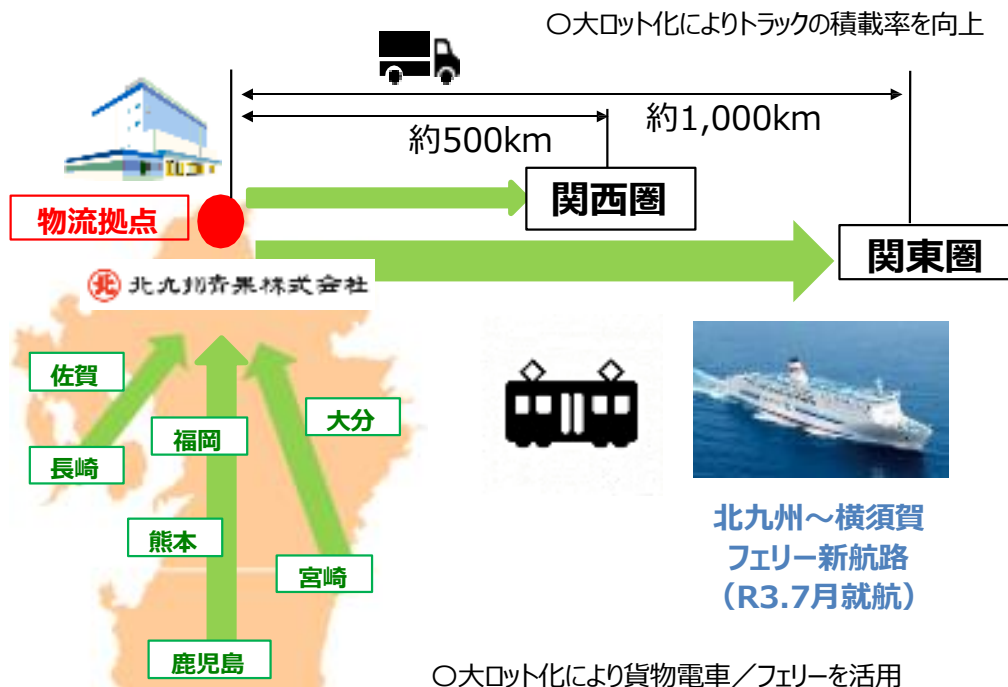 〇大ロット化によりトラックの積載率を向上
約1,000km
約500km
関西圏
物流拠点
関東圏
北 北九州青果株式会社
佐賀
大分
福岡
長崎
熊本
宮崎
鹿児島
北九州～横須賀
フェリー新航路
（R3.7月就航）
〇大ロット化により貨物電車／フェリーを活用